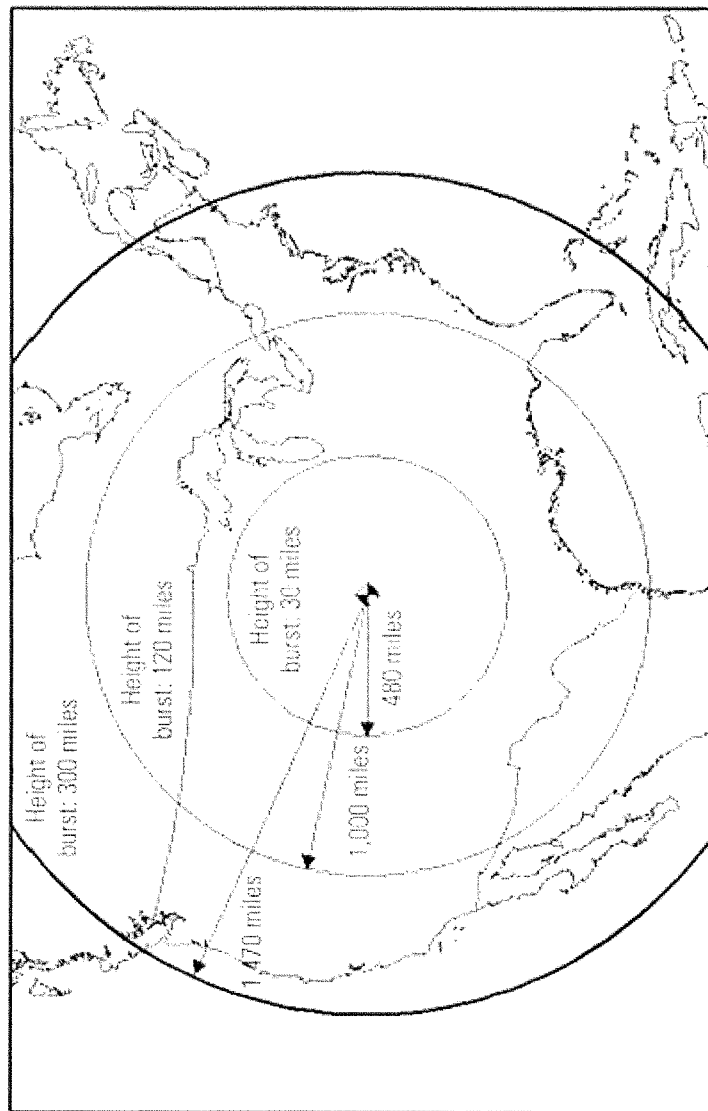 Height of
burst: 300 miles
Height of
burst: 120 miles
Height of
burst: 30 miles
1,470 miles
1,000 miles
480 miles